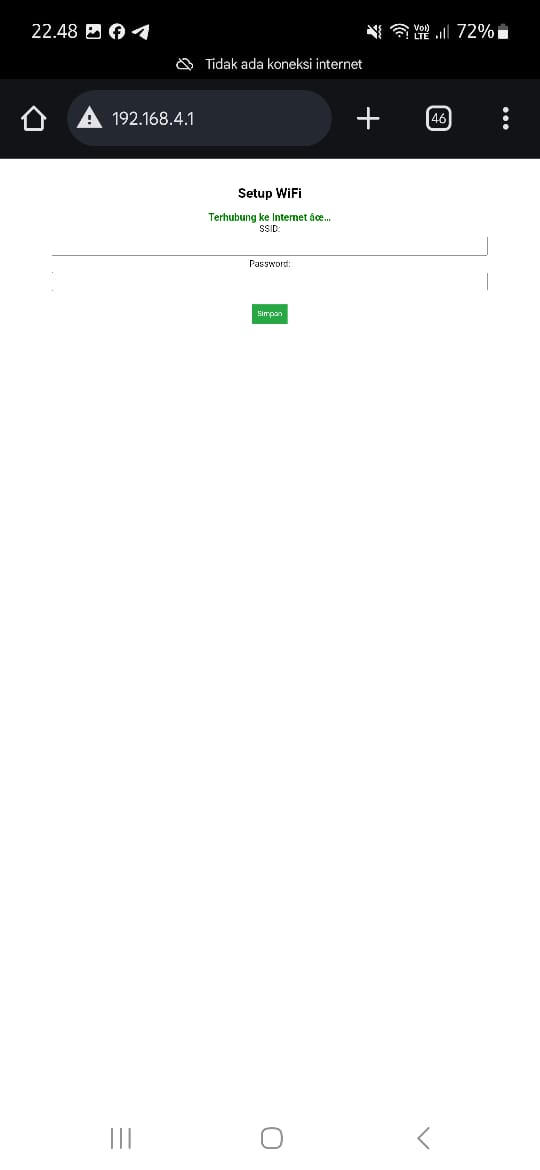 22.48
Vo)) LTE 72%
Tidak ada koneksi internet
192.168.4.1
46
Setup WiFi
Terhubung ke Internet âœ…
SSID:
Password:
Simpan